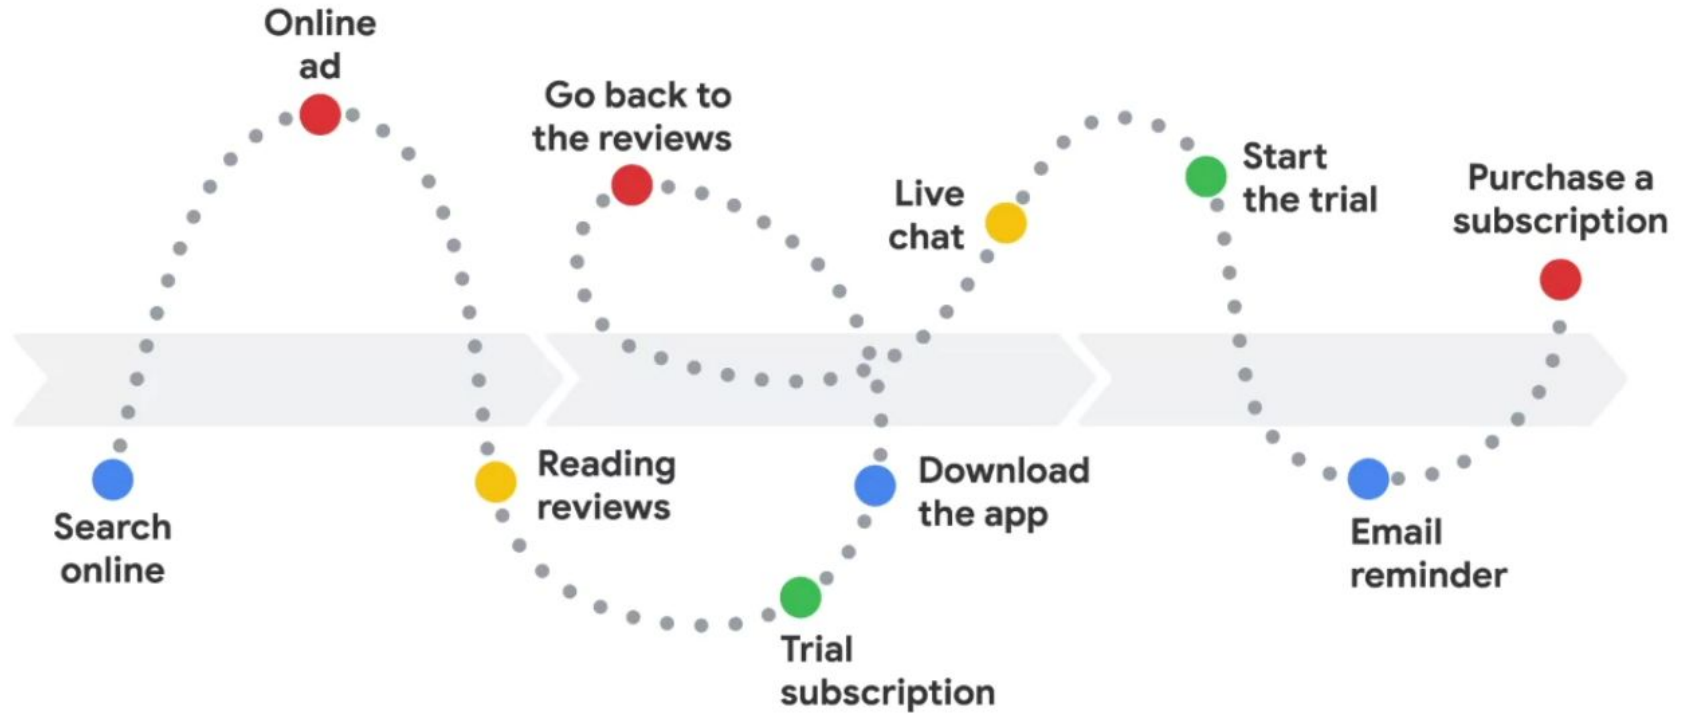 Online
ad
Go back to
the reviews
Live
chat
Start
the trial
Purchase a
subscription
Search
online
Reading
reviews
Download
the app
Email
reminder
Trial
subscription